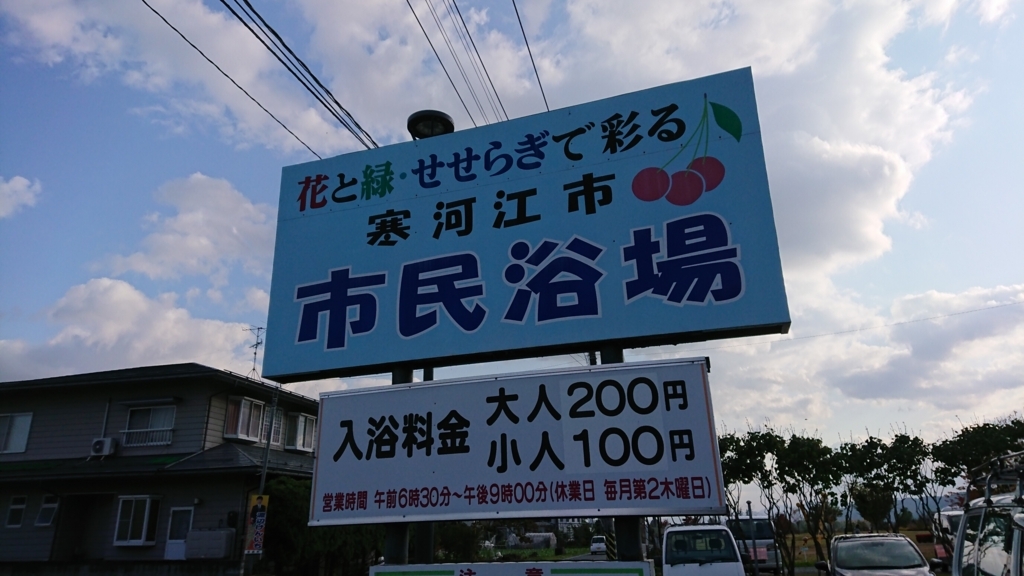 花と緑・せせらぎで彩る
寒河江市
市民浴場
入浴料金 大人200円
小人100円
営業時間 午前6時30分～午後9時00分(休業日 毎月第2木曜日)
注 意